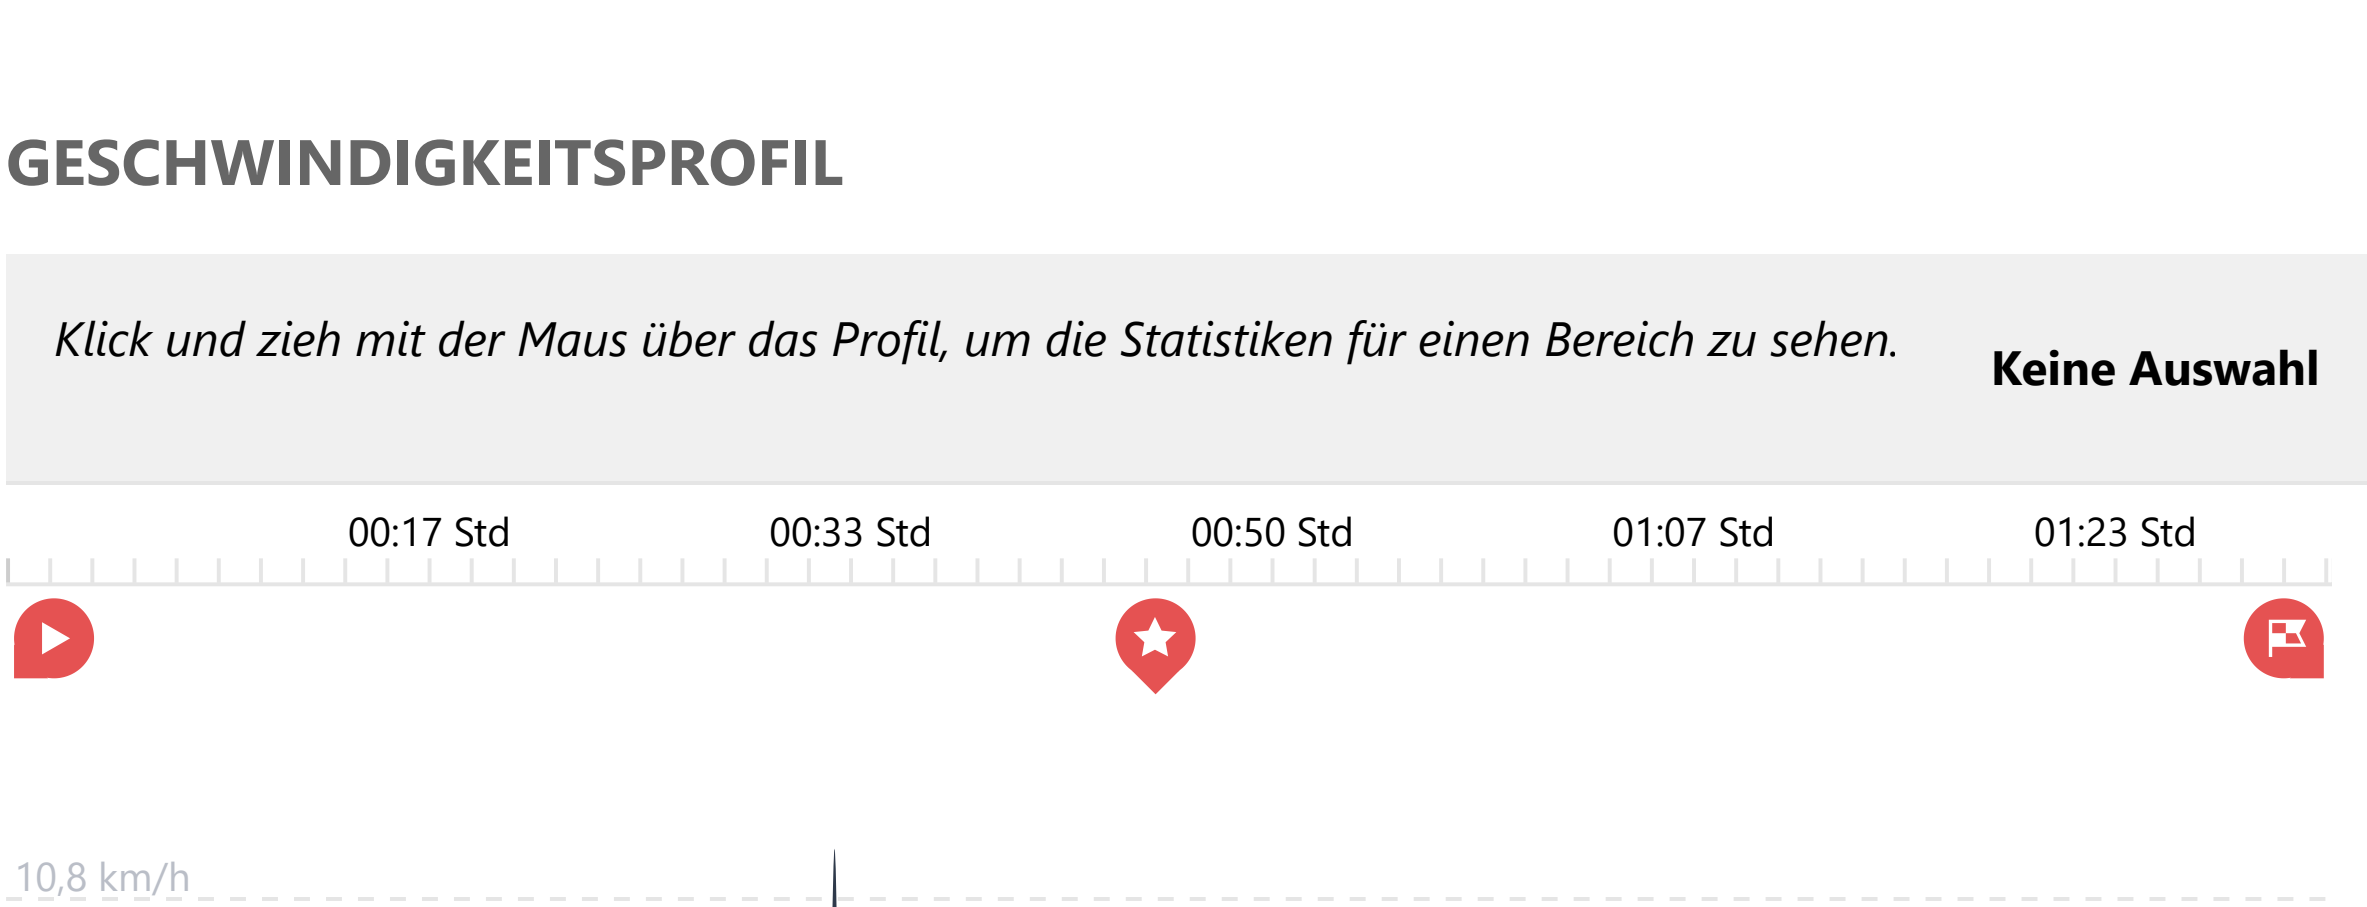 GESCHWINDIGKEITSPROFIL
Klick und zieh mit der Maus über das Profil, um die Statistiken für einen Bereich zu sehen.
Keine Auswahl
00:17 Std 00:33 Std 00:50 Std 01:07 Std 01:23 Std
10,8 km/h